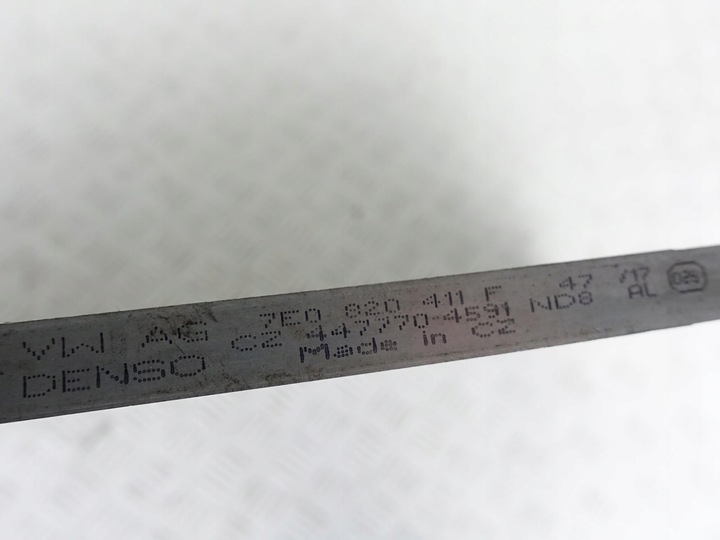 VW AG 7E0 820 411 F 47 /17
DENSO CZ 447770-4591 ND8 AL
Made in CZ